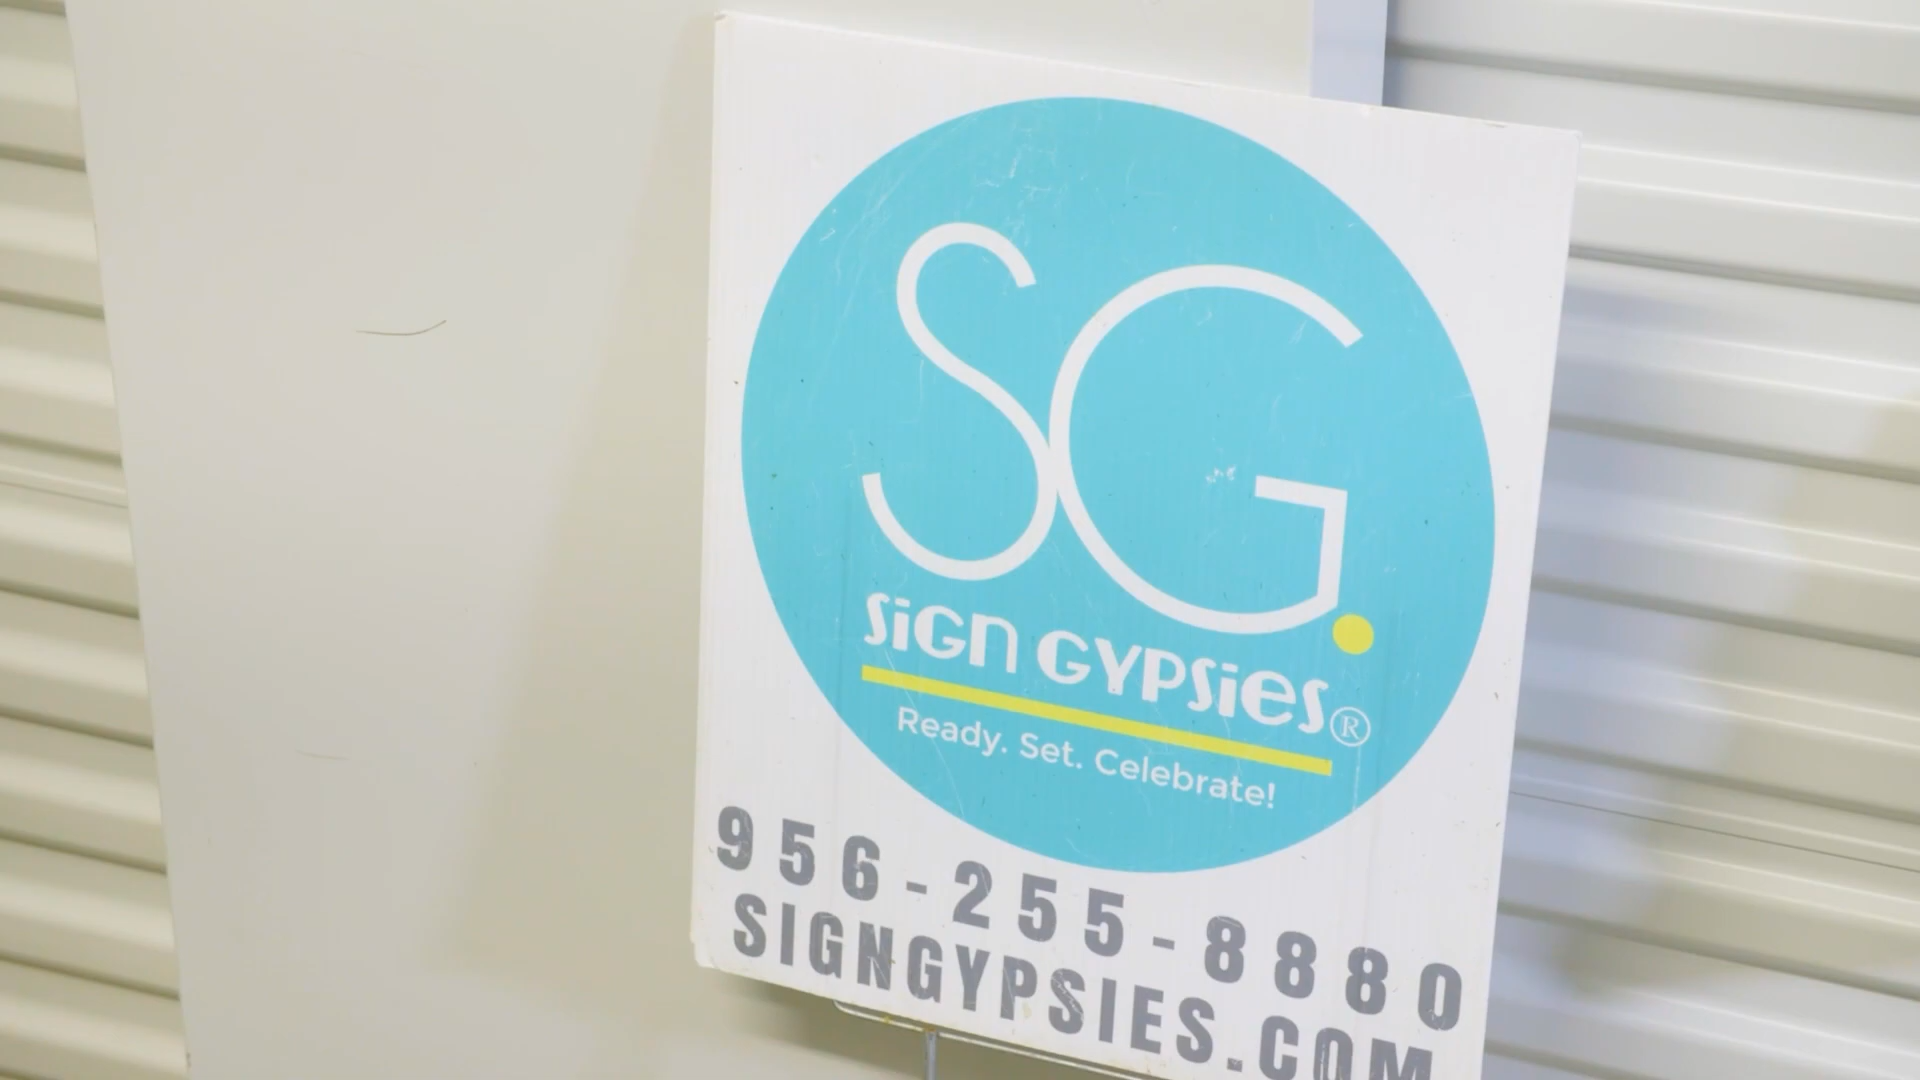 SG.
SiGn GYPSies®
Ready. Set. Celebrate!
956-255-8880
SIGNGYPSIES.COM